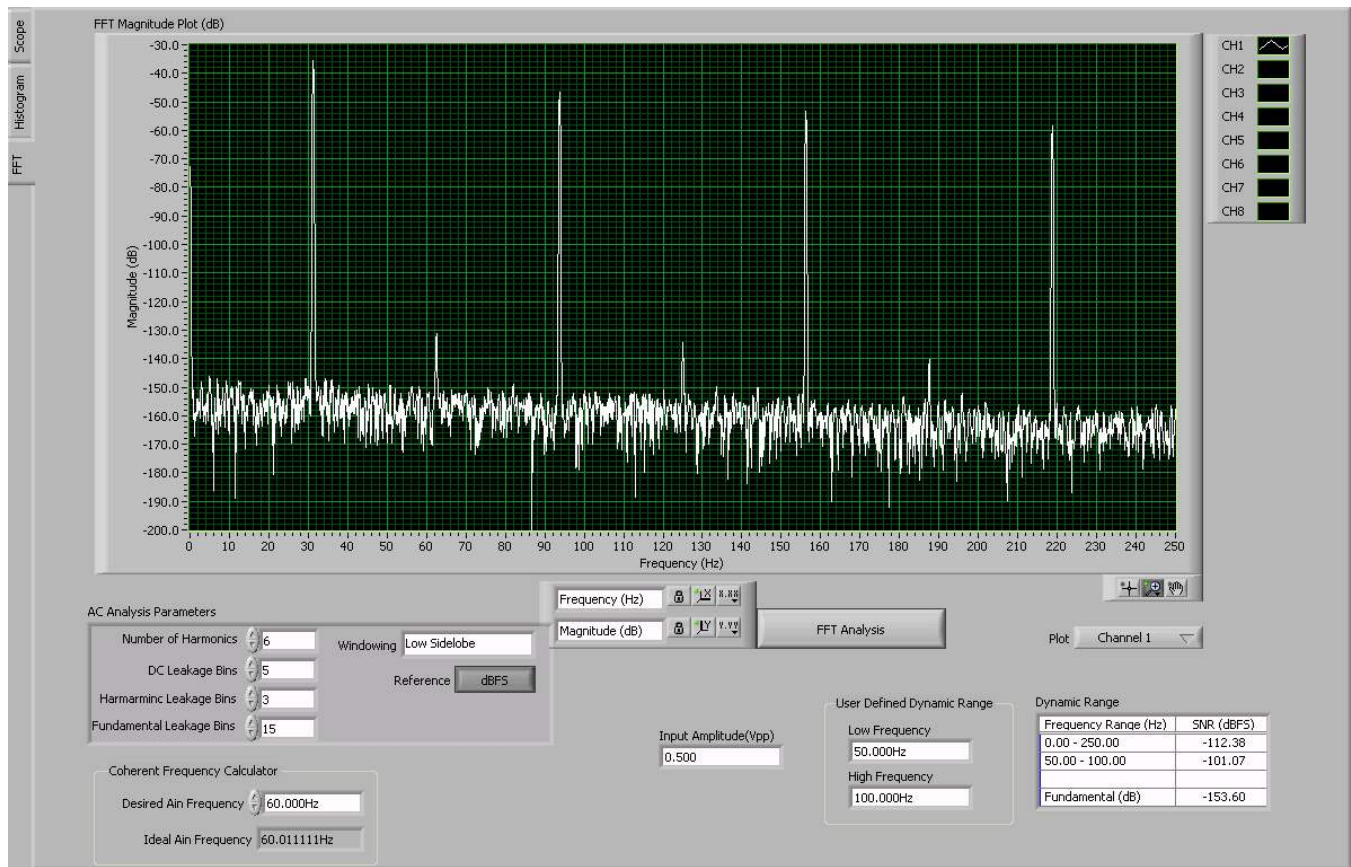 Scope
Histogram
FFT
FFT Magnitude Plot (dB)
Magnitude (dB)
-30.0
-40.0
-50.0
-60.0
-70.0
-80.0
-90.0
-100.0
-110.0
-120.0
-130.0
-140.0
-150.0
-160.0
-170.0
-180.0
-190.0
-200.0
0 10 20 30 40 50 60 70 80 90 100 110 120 130 140 150 160 170 180 190 200 210 220 230 240 250
Frequency (Hz)
CH1
CH2
CH3
CH4
CH5
CH6
CH7
CH8
Frequency (Hz) X X.XX
Magnitude (dB) Y Y.YY
FFT Analysis
Plot Channel 1
AC Analysis Parameters
Number of Harmonics 6
DC Leakage Bins 5
Harmarminc Leakage Bins 3
Fundamental Leakage Bins 15
Windowing Low Sidelobe
Reference dBFS
Coherent Frequency Calculator
Desired Ain Frequency 60.000Hz
Ideal Ain Frequency 60.011111Hz
Input Amplitude(Vpp)
0.500
User Defined Dynamic Range
Low Frequency
50.000Hz
High Frequency
100.000Hz
Dynamic Range
Frequency Range (Hz) SNR (dBFS)
0.00 - 250.00 -112.38
50.00 - 100.00 -101.07
Fundamental (dB) -153.60